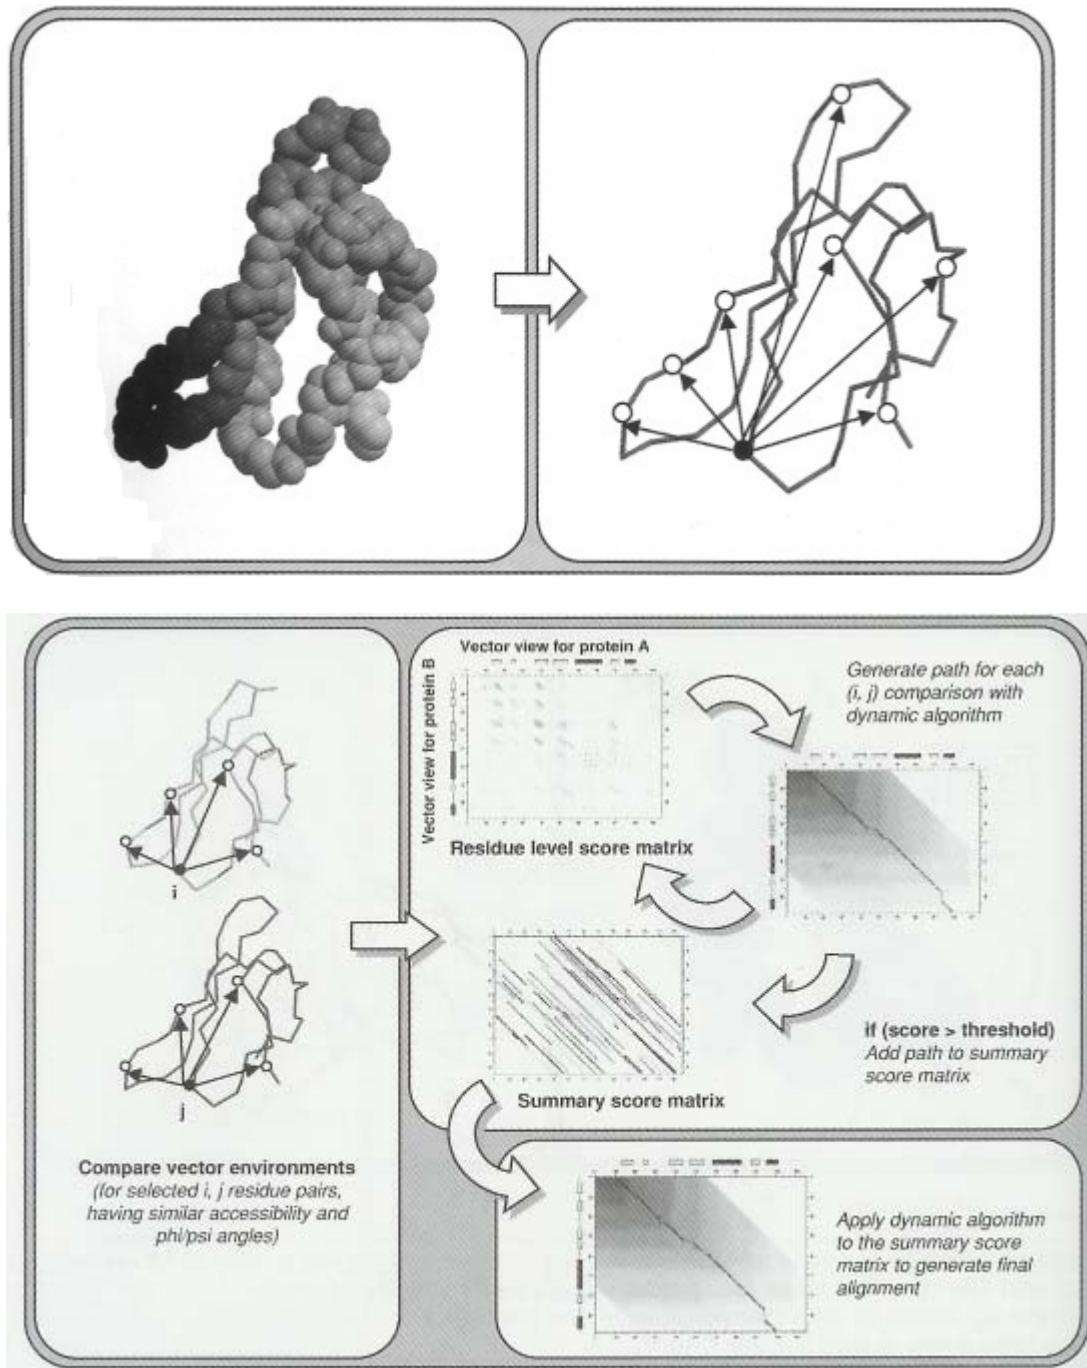 Vector view for protein A
Vector view for protein B
Residue level score matrix
Generate path for each
(i, j) comparison with
dynamic algorithm
i
j
if (score > threshold)
Add path to summary
score matrix
Summary score matrix
Compare vector environments
(for selected i, j residue pairs,
having similar accessibility and
phi/psi angles)
Apply dynamic algorithm
to the summary score
matrix to generate final
alignment